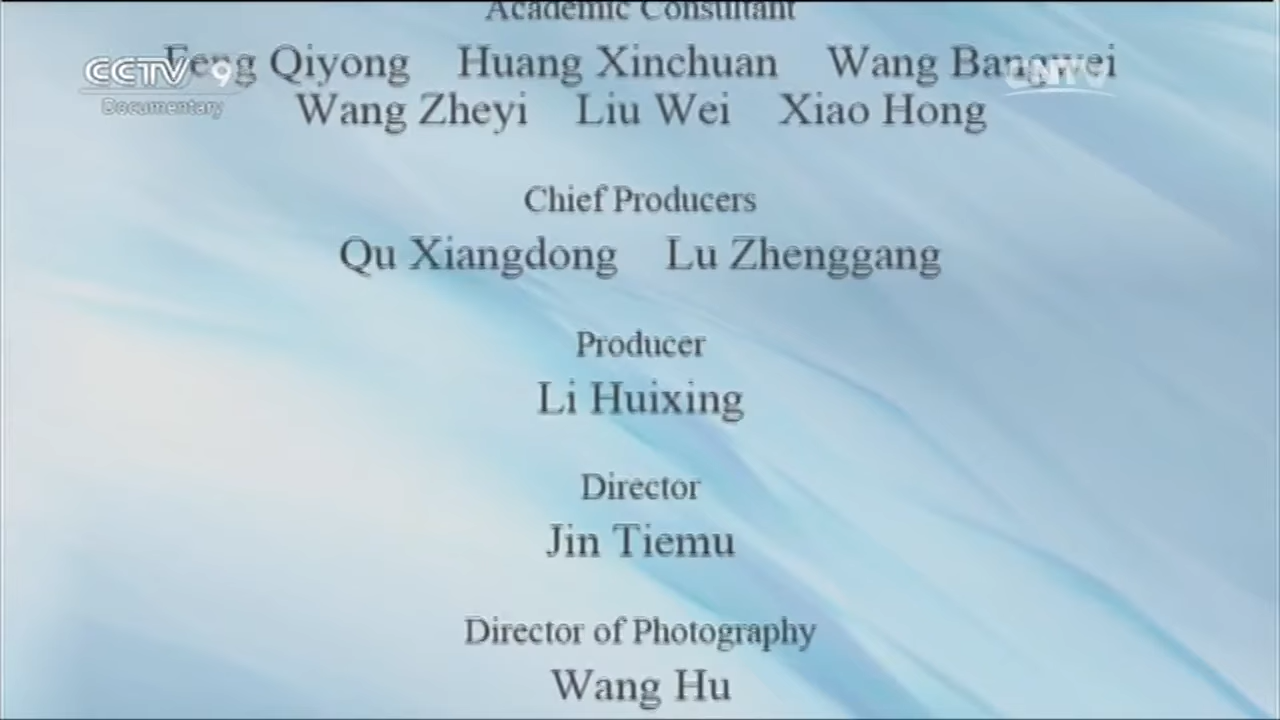 Academic Consultant
Feng Qiyong Huang Xinchuan Wang Bangwei
CCTV 9
Documentary
CNTV
Wang Zheyi Liu Wei Xiao Hong
Chief Producers
Qu Xiangdong Lu Zhenggang
Producer
Li Huixing
Director
Jin Tiemu
Director of Photography
Wang Hu